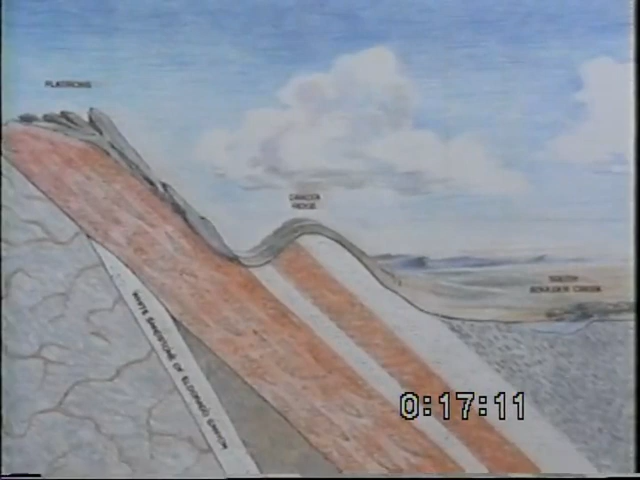 FLATIRONS
DAKOTA
RIDGE
SOUTH
BOULDER CREEK
WHITE SANDSTONE OF ELDORADO CANYON
0:17:11